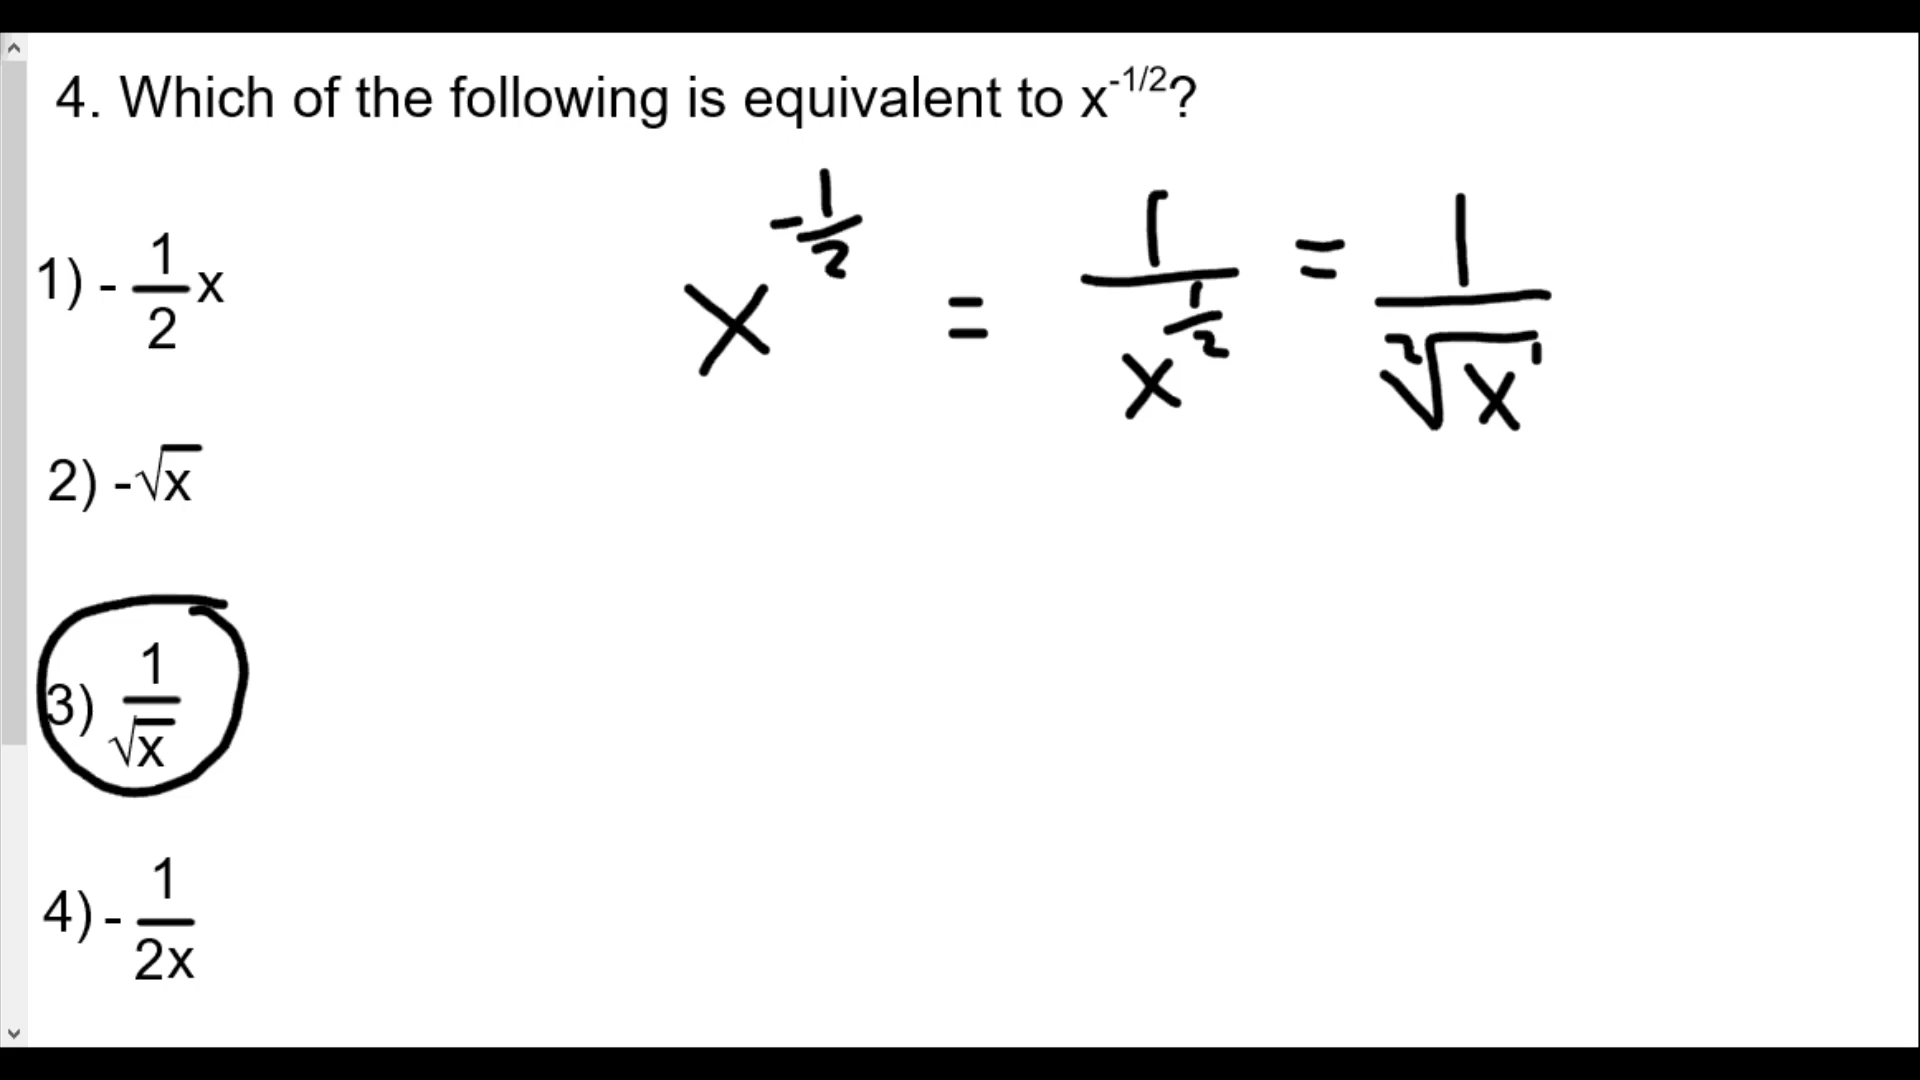 4. Which of the following is equivalent to x^-1/2?
x^-1/2 = 1/x^1/2 = 1/²√x¹
1) - 1/2 x
2) -√x
3) 1/√x
4) - 1/2x